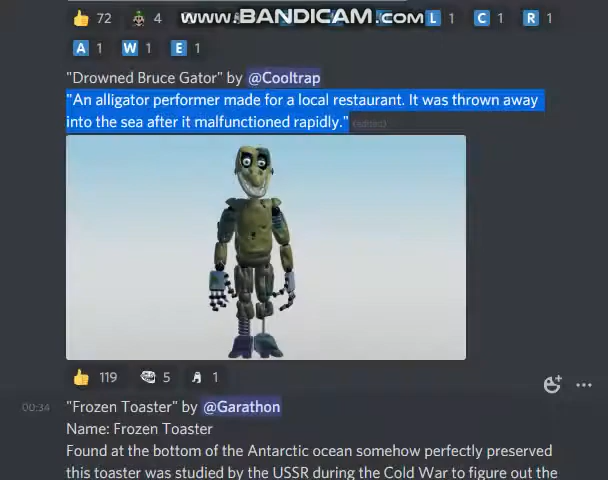 www.BANDICAM.COM
72 4 L 1 C 1 R 1
A 1 W 1 E 1
"Drowned Bruce Gator" by @Cooltrap
"An alligator performer made for a local restaurant. It was thrown away
into the sea after it malfunctioned rapidly." (edited)
119 5 1
00:34 "Frozen Toaster" by @Garathon
Name: Frozen Toaster
Found at the bottom of the Antarctic ocean somehow perfectly preserved
this toaster was studied by the USSR during the Cold War to figure out the